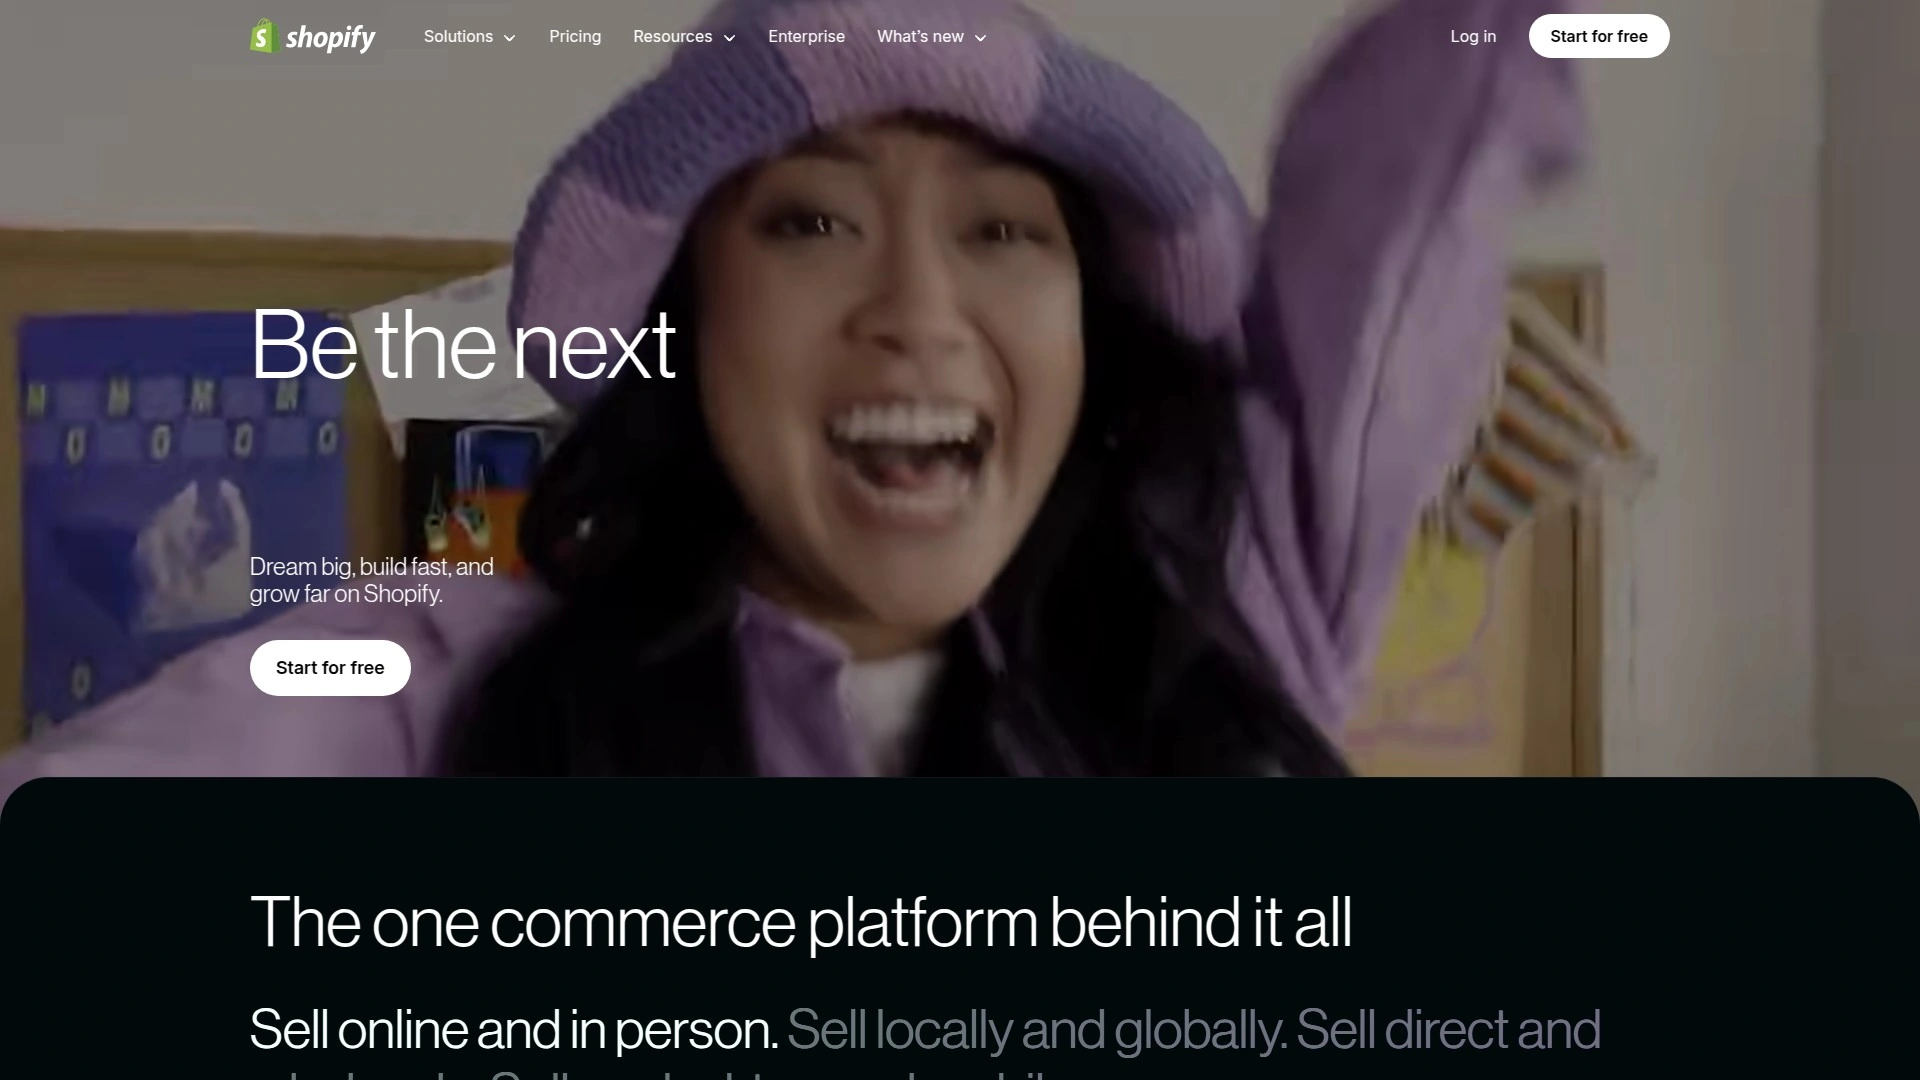 shopify
Solutions
Pricing
Resources
Enterprise
What's new
Log in
Start for free
Be the next
Dream big, build fast, and
grow far on Shopify.
Start for free
The one commerce platform behind it all
Sell online and in person. Sell locally and globally. Sell direct and